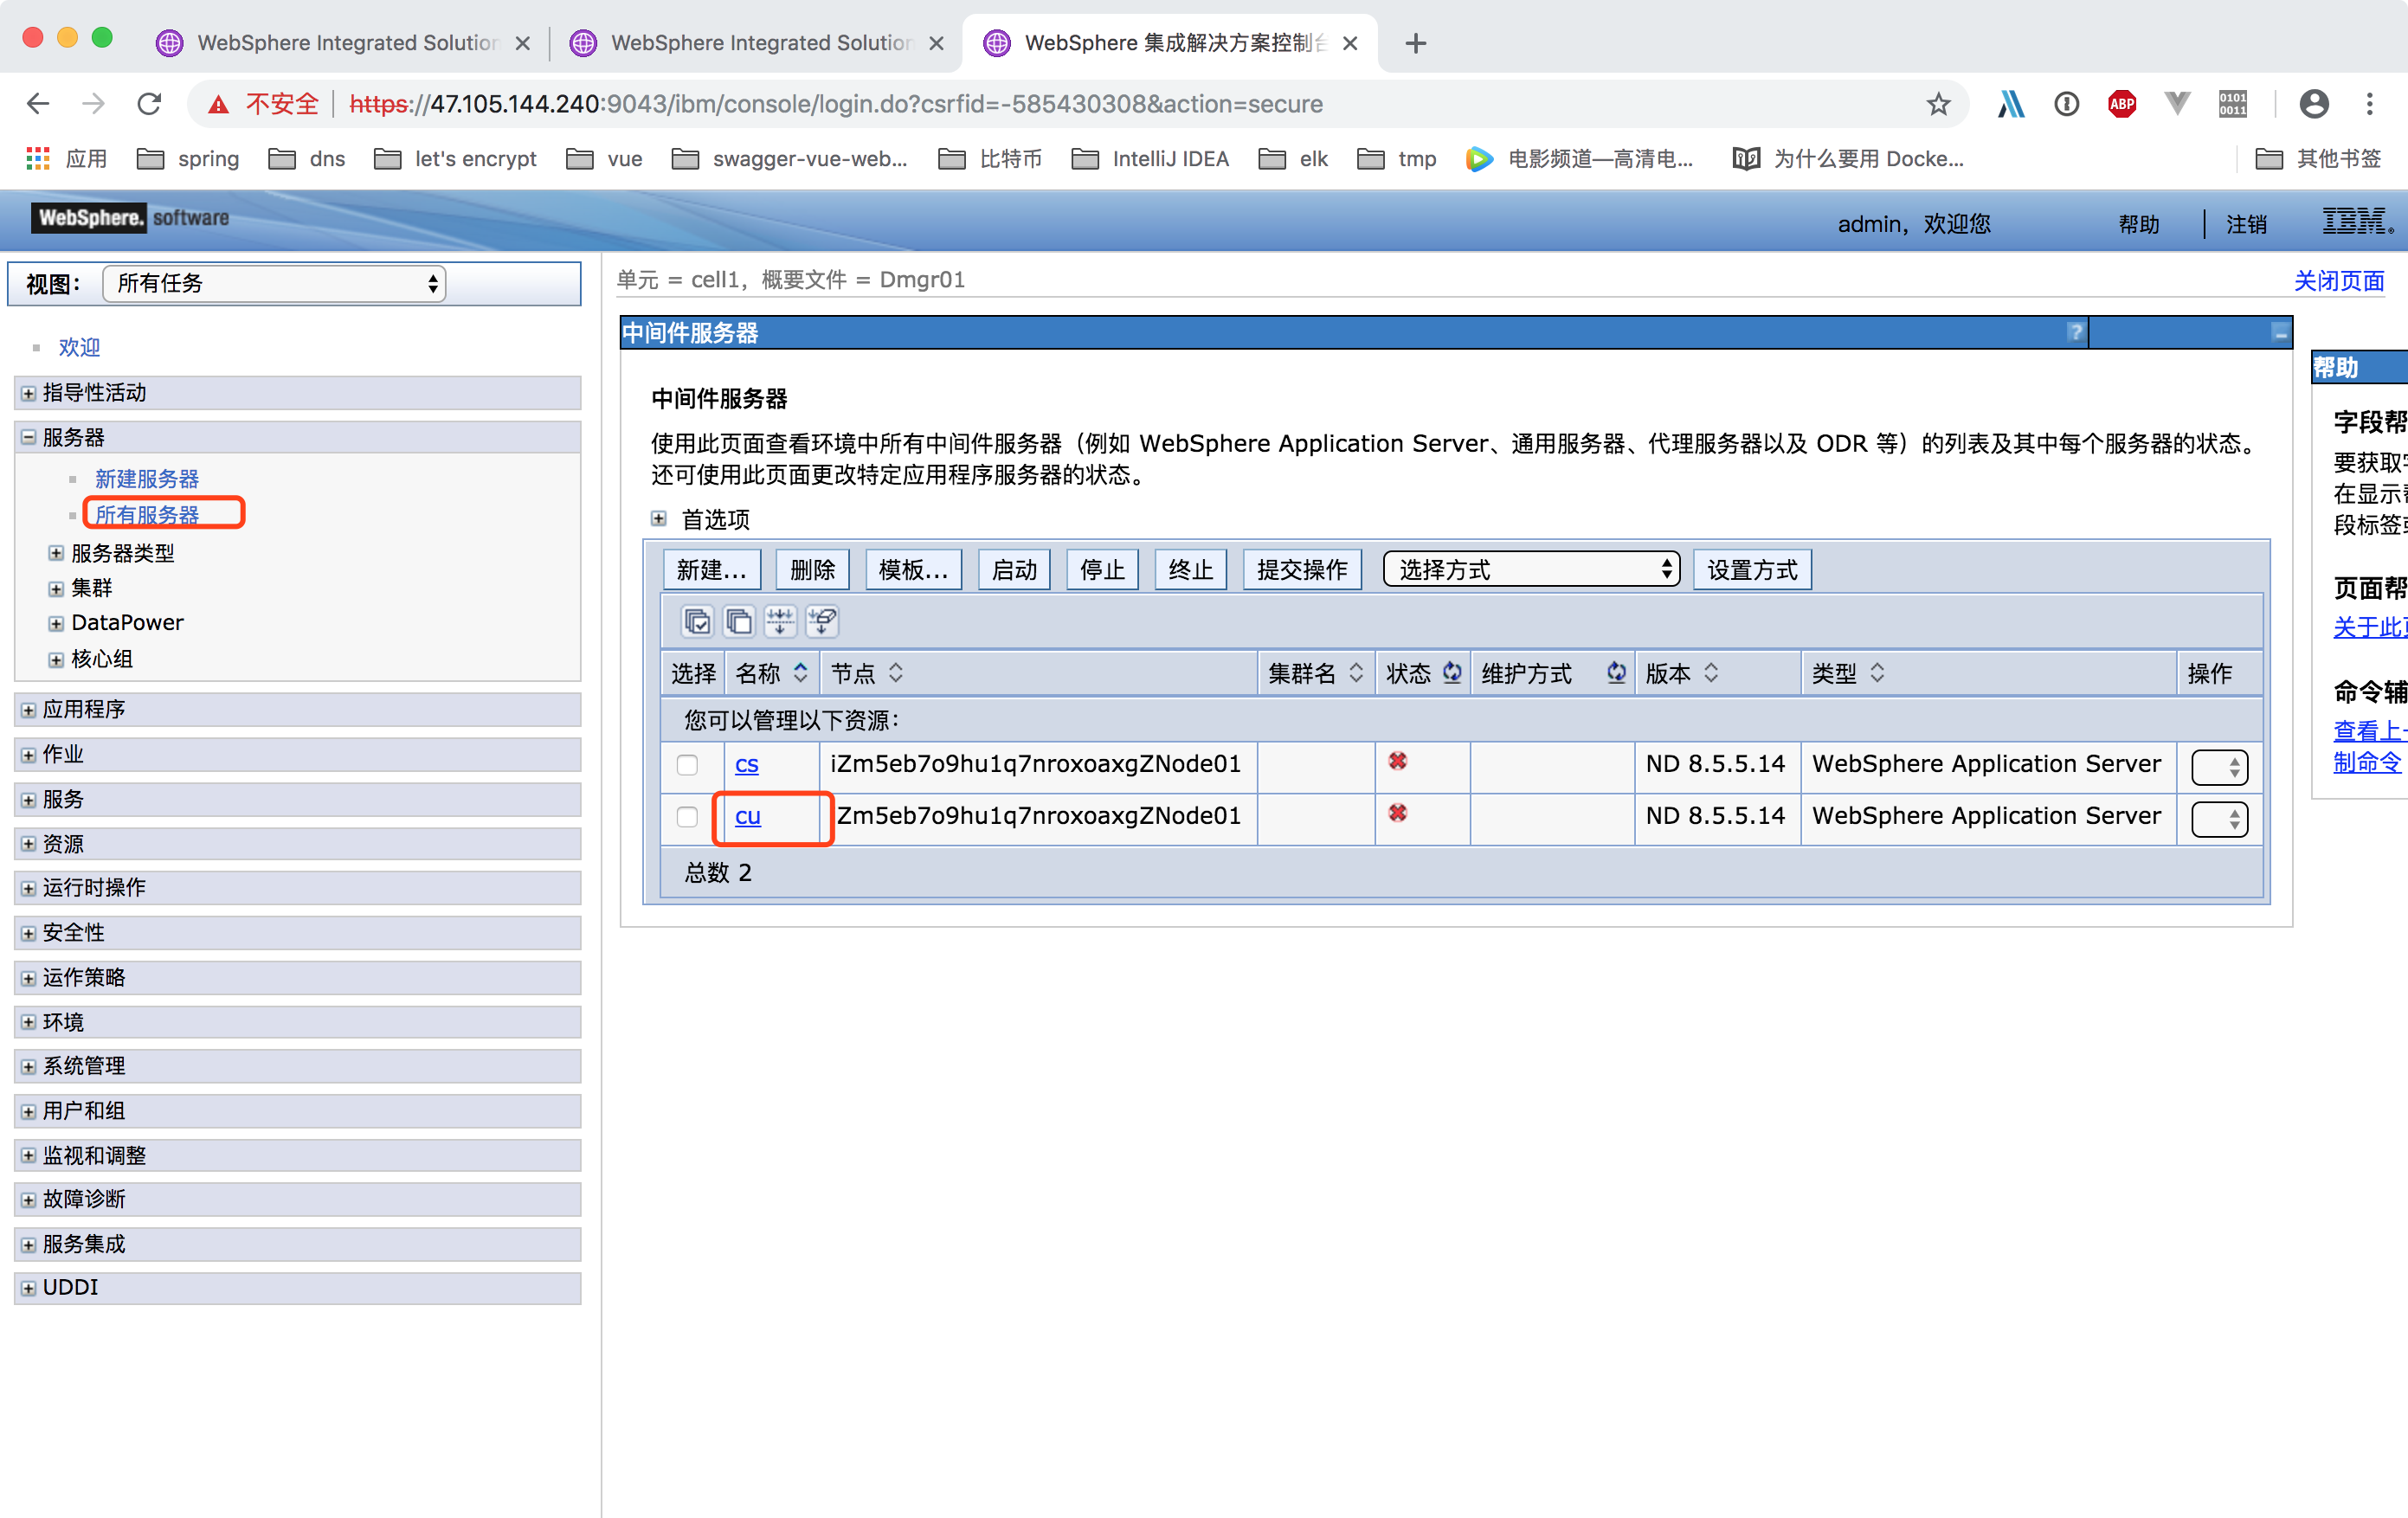 WebSphere Integrated Solution
WebSphere Integrated Solution
WebSphere 集成解决方案控制台
不安全 https://47.105.144.240:9043/ibm/console/login.do?csrfid=-585430308&action=secure
ABP
0101
0011
应用 spring dns let's encrypt vue swagger-vue-web... 比特币 IntelliJ IDEA elk tmp 电影频道—高清电... 为什么要用 Docke... 其他书签
WebSphere. software
admin，欢迎您 帮助 注销 IBM.
视图： 所有任务
欢迎
指导性活动
服务器
新建服务器
所有服务器
服务器类型
集群
DataPower
核心组
应用程序
作业
服务
资源
运行时操作
安全性
运作策略
环境
系统管理
用户和组
监视和调整
故障诊断
服务集成
UDDI
单元 = cell1，概要文件 = Dmgr01
关闭页面
中间件服务器 ? -
中间件服务器
使用此页面查看环境中所有中间件服务器（例如 WebSphere Application Server、通用服务器、代理服务器以及 ODR 等）的列表及其中每个服务器的状态。
还可使用此页面更改特定应用程序服务器的状态。
首选项
新建... 删除 模板... 启动 停止 终止 提交操作 选择方式 设置方式
选择 名称 节点 集群名 状态 维护方式 版本 类型 操作
您可以管理以下资源：
cs iZm5eb7o9hu1q7nroxoaxgZNode01 ND 8.5.5.14 WebSphere Application Server
cu Zm5eb7o9hu1q7nroxoaxgZNode01 ND 8.5.5.14 WebSphere Application Server
总数 2
帮助
字段帮
要获取
在显示
段标签
页面帮
关于此
命令辅
查看上
制命令